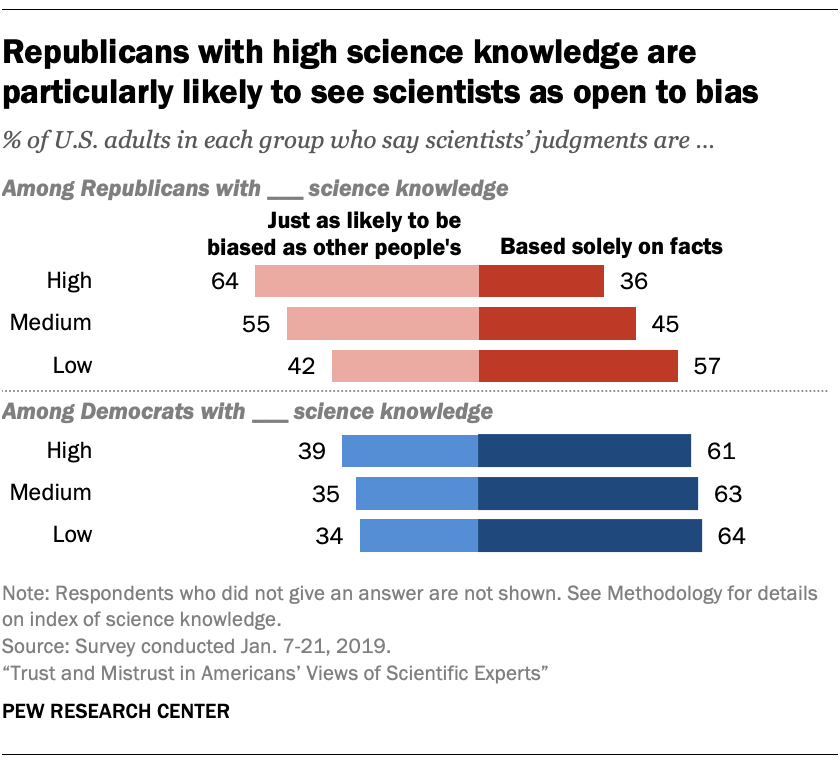 Republicans with high science knowledge are
particularly likely to see scientists as open to bias
% of U.S. adults in each group who say scientists’ judgments are ...
Among Republicans with ___ science knowledge
Just as likely to be
biased as other people's
Based solely on facts
High 64 36
Medium 55 45
Low 42 57
Among Democrats with ___ science knowledge
High 39 61
Medium 35 63
Low 34 64
Note: Respondents who did not give an answer are not shown. See Methodology for details
on index of science knowledge.
Source: Survey conducted Jan. 7-21, 2019.
“Trust and Mistrust in Americans’ Views of Scientific Experts”
PEW RESEARCH CENTER